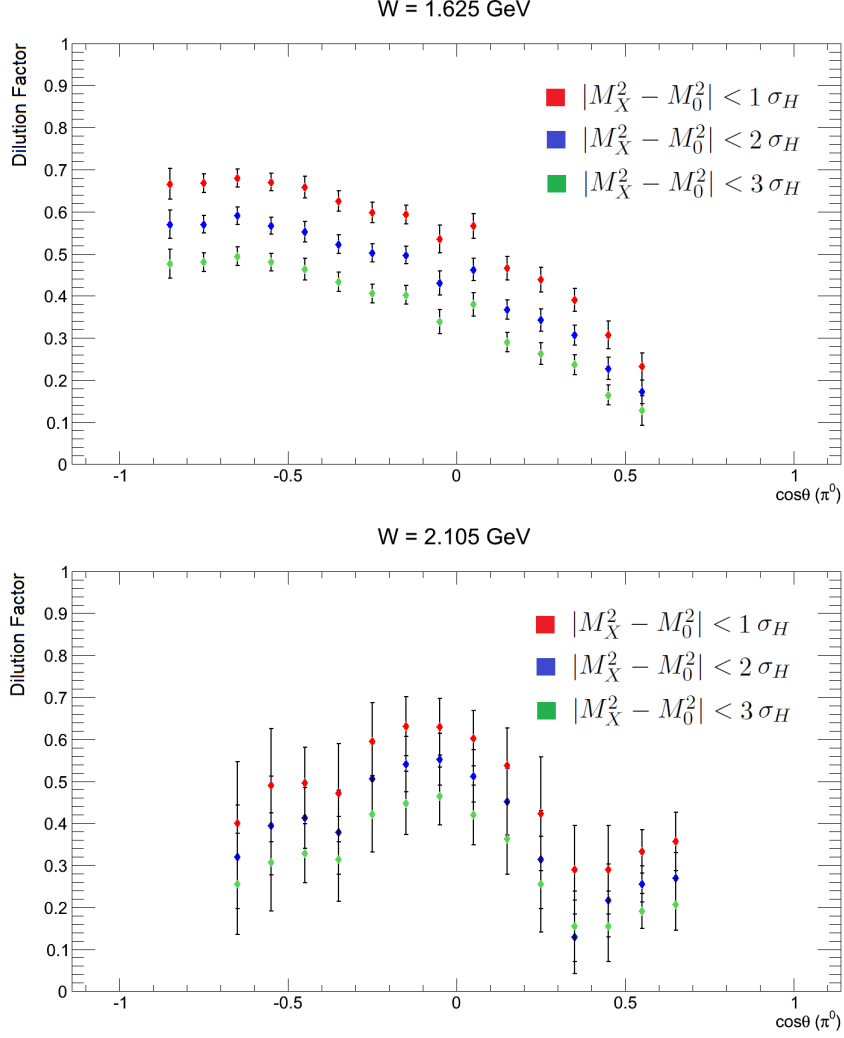 W = 1.625 GeV
Dilution Factor
1
0.9
0.8
0.7
0.6
0.5
0.4
0.3
0.2
0.1
0
|M_X^2 − M_0^2| < 1 σ_H
|M_X^2 − M_0^2| < 2 σ_H
|M_X^2 − M_0^2| < 3 σ_H
-1 -0.5 0 0.5 1
cosθ (π⁰)
W = 2.105 GeV
Dilution Factor
1
0.9
0.8
0.7
0.6
0.5
0.4
0.3
0.2
0.1
0
|M_X^2 − M_0^2| < 1 σ_H
|M_X^2 − M_0^2| < 2 σ_H
|M_X^2 − M_0^2| < 3 σ_H
-1 -0.5 0 0.5 1
cosθ (π⁰)